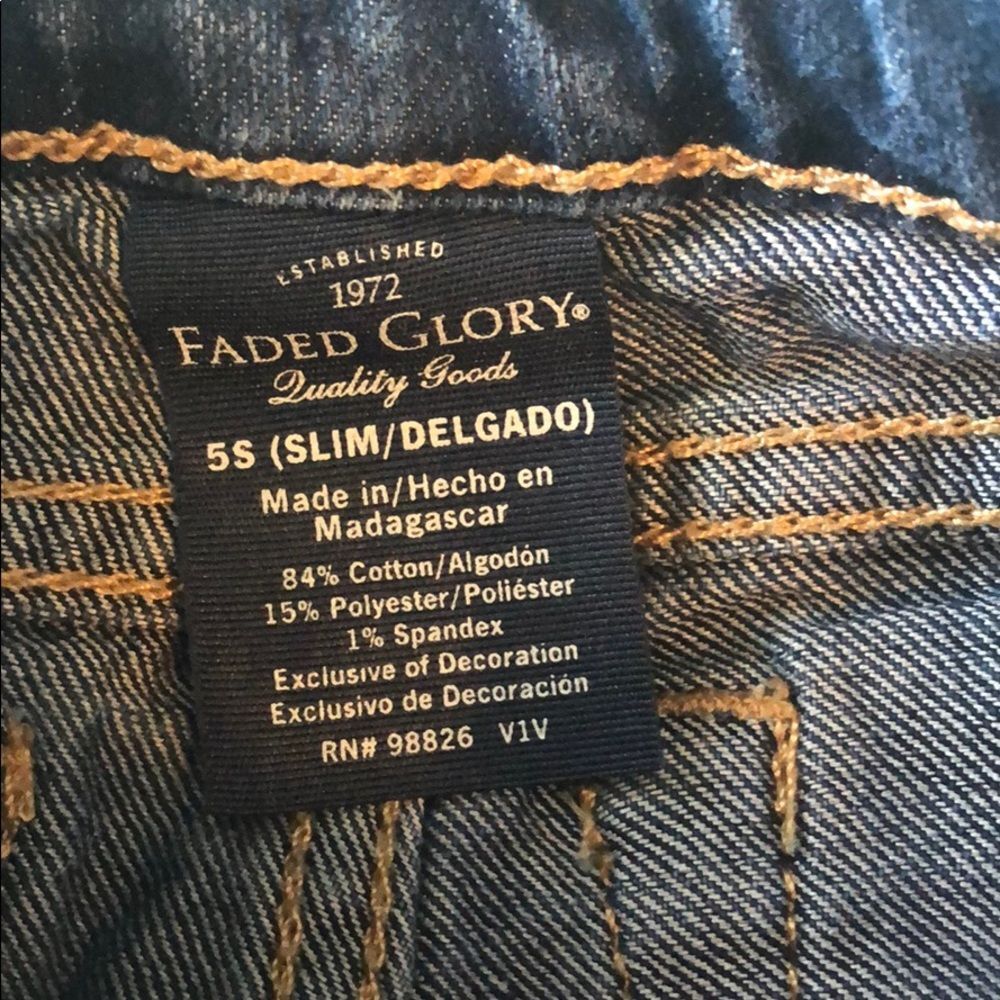 ESTABLISHED
1972
FADED GLORY®
Quality Goods
5S (SLIM/DELGADO)
Made in/Hecho en
Madagascar
84% Cotton/Algodón
15% Polyester/Poliéster
1% Spandex
Exclusive of Decoration
Exclusivo de Decoración
RN# 98826 V1V